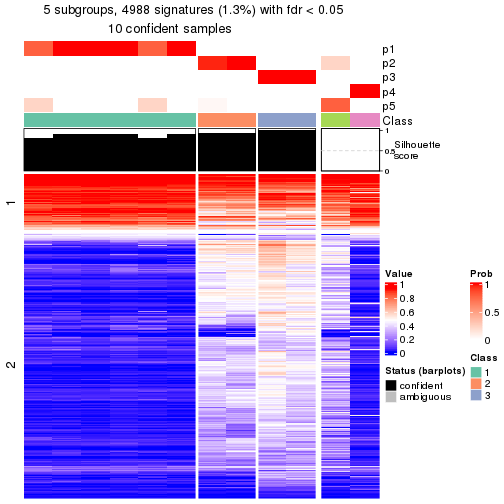 5 subgroups, 4988 signatures (1.3%) with fdr < 0.05
10 confident samples
p1
p2
p3
p4
p5
Class
1
0.5
0
Silhouette
score
1
2
Value
1
0.8
0.6
0.4
0.2
0
Prob
1
0.5
0
Status (barplots)
confident
ambiguous
Class
1
2
3